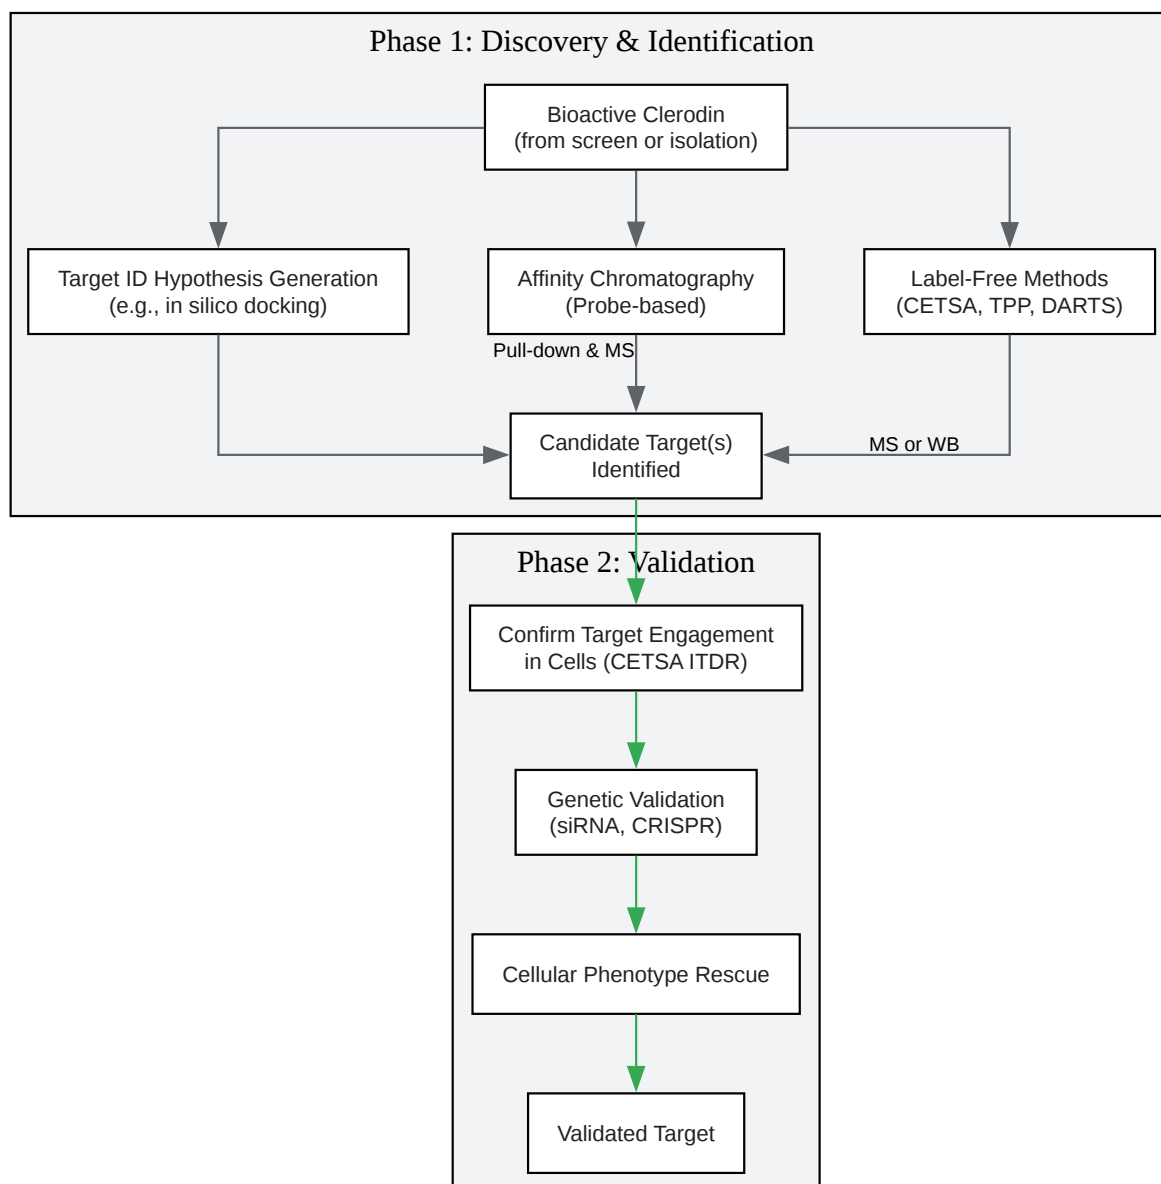 Phase 1: Discovery & Identification
Bioactive Clerodin
(from screen or isolation)
Target ID Hypothesis Generation
(e.g., in silico docking)
Affinity Chromatography
(Probe-based)
Label-Free Methods
(CETSA, TPP, DARTS)
Pull-down & MS
Candidate Target(s)
Identified
MS or WB
Phase 2: Validation
Confirm Target Engagement
in Cells (CETSA ITDR)
Genetic Validation
(siRNA, CRISPR)
Cellular Phenotype Rescue
Validated Target